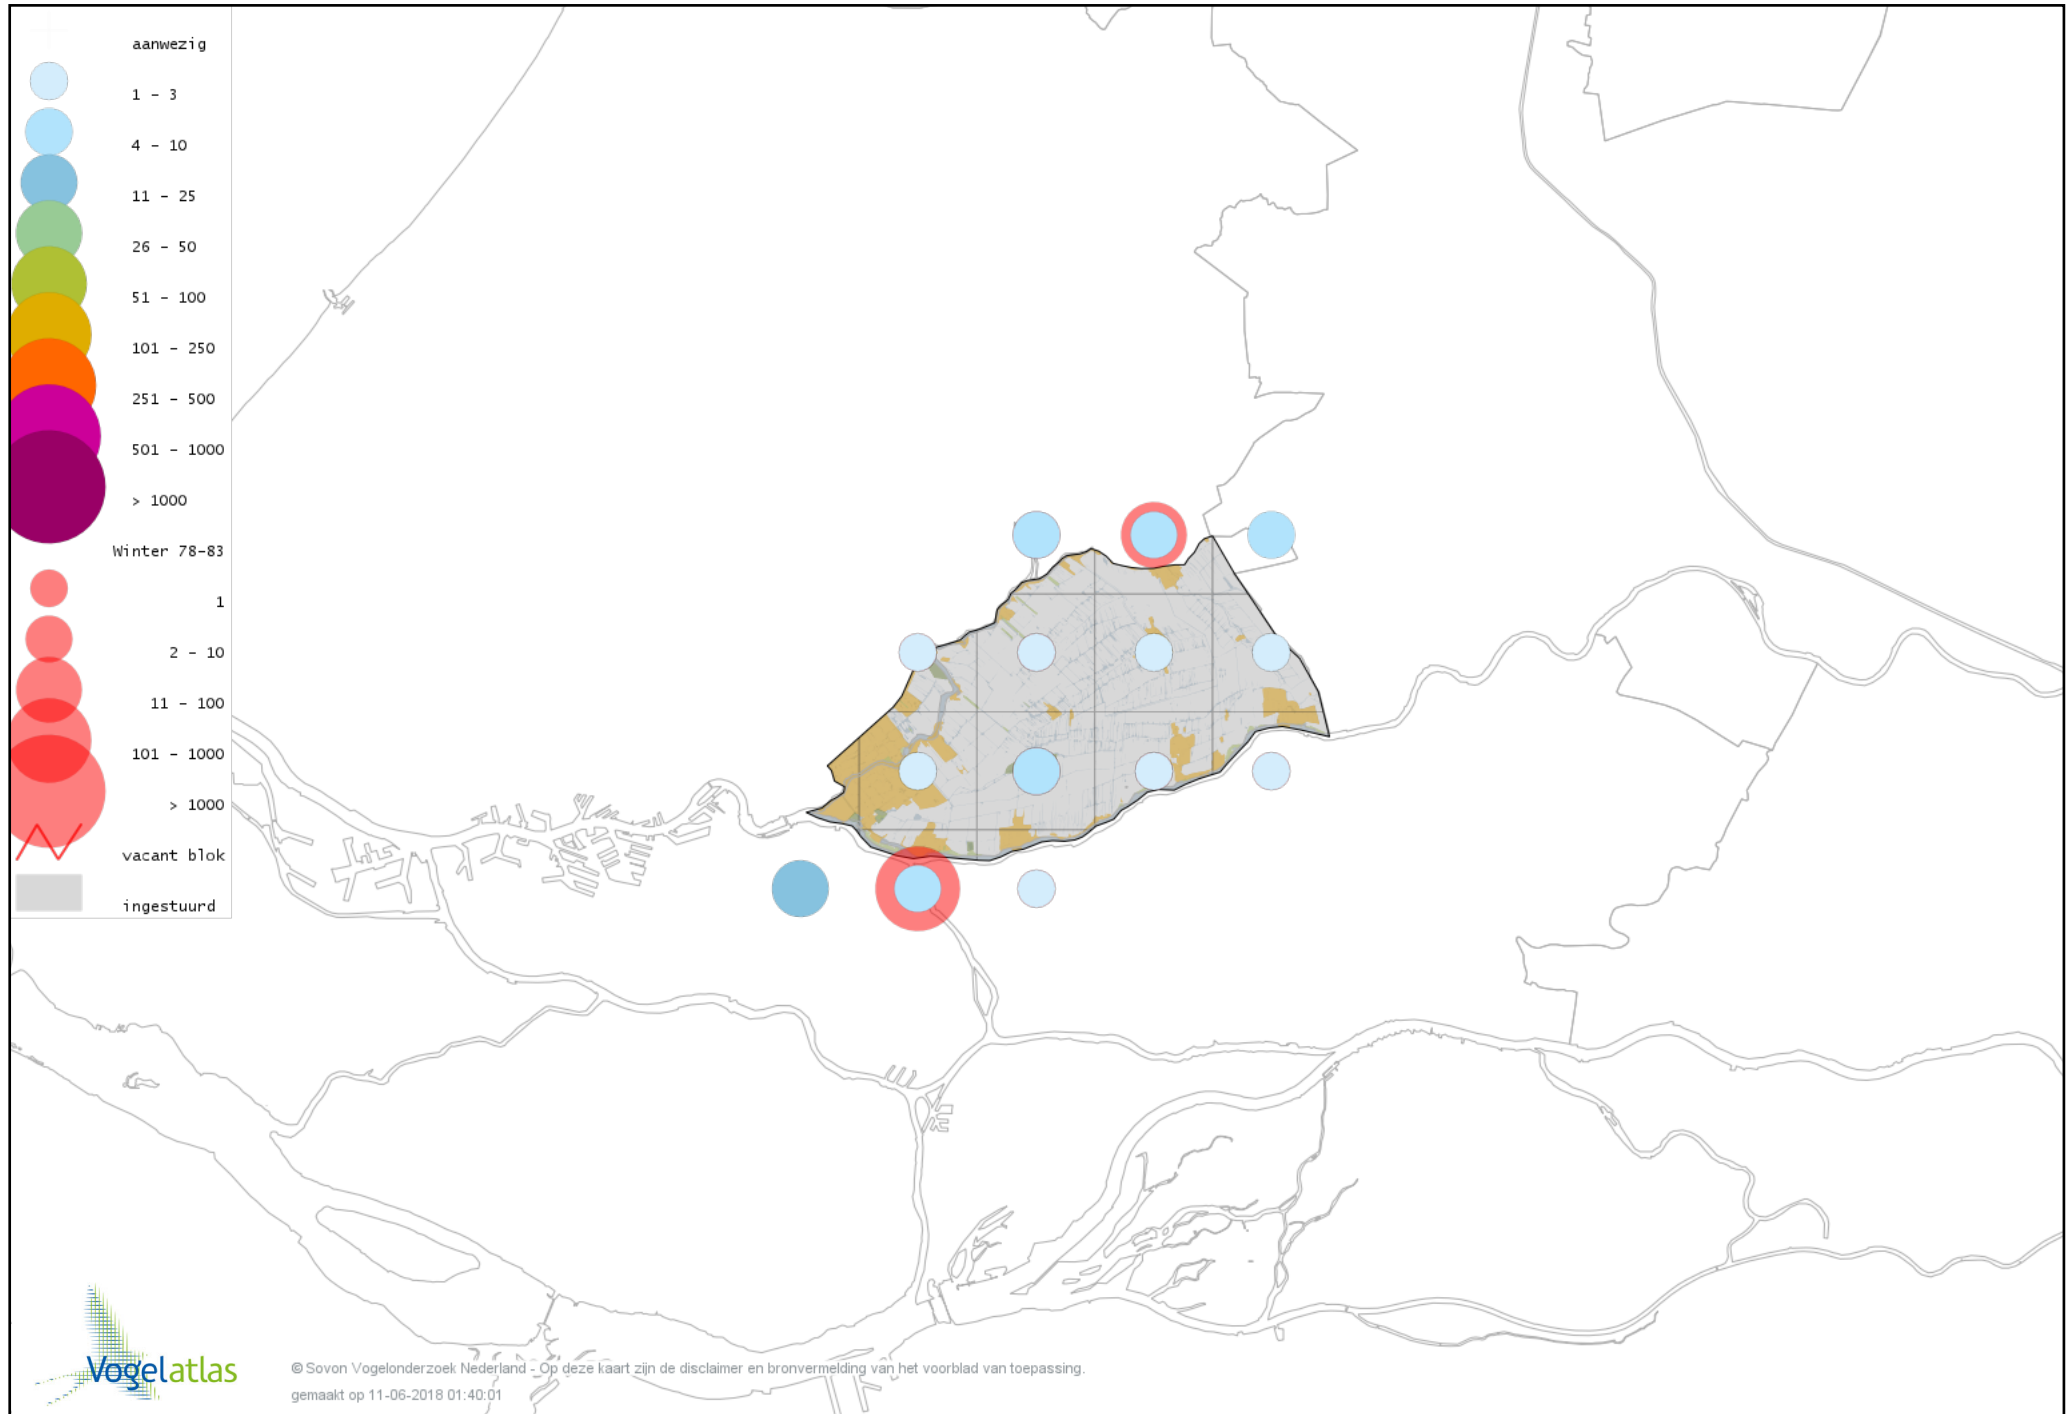 aanwezig
1 - 3
4 - 10
11 - 25
26 - 50
51 - 100
101 - 250
251 - 500
501 - 1000
> 1000
Winter 78-83
1
2 - 10
11 - 100
101 - 1000
> 1000
vacant blok
ingestuurd
Vogelatlas
© Sovon Vogelonderzoek Nederland - Op deze kaart zijn de disclaimer en bronvermelding van het voorblad van toepassing.
gemaakt op 11-06-2018 01:40:01